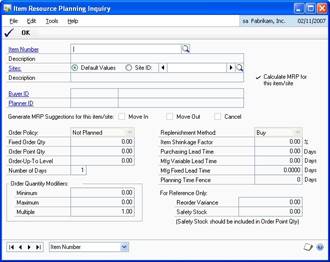 Item Resource Planning Inquiry
File Edit Tools Help sa Fabrikam, Inc. 02/11/2007
OK
Item Number
Description
Sites: Default Values Site ID:
Description
Calculate MRP for this item/site
Buyer ID
Planner ID
Generate MRP Suggestions for this item/site: Move In Move Out Cancel
Order Policy: Not Planned
Fixed Order Qty 0.00
Order Point Qty 0.00
Order-Up-To Level 0.00
Number of Days 1
Order Quantity Modifiers:
Minimum 0.00
Maximum 0.00
Multiple 1.00
Replenishment Method: Buy
Item Shrinkage Factor 0.00 %
Purchasing Lead Time 0.00 Days
Mfg Variable Lead Time 0.00 Days
Mfg Fixed Lead Time 0.0000 Days
Planning Time Fence 0 Days
For Reference Only:
Reorder Variance 0.00
Safety Stock 0.00
(Safety Stock should be included in Order Point Qty)
Item Number